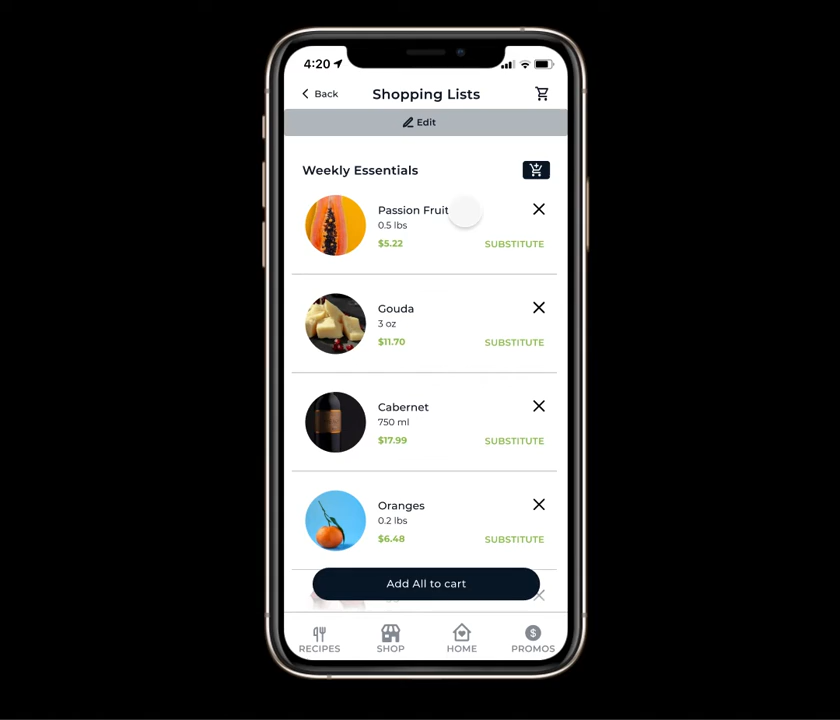 4:20
Back
Shopping Lists
Edit
Weekly Essentials
Passion Fruit
0.5 lbs
$5.22
SUBSTITUTE
Gouda
3 oz
$11.70
SUBSTITUTE
Cabernet
750 ml
$17.99
SUBSTITUTE
Oranges
0.2 lbs
$6.48
SUBSTITUTE
Add All to cart
RECIPES
SHOP
HOME
$
PROMOS